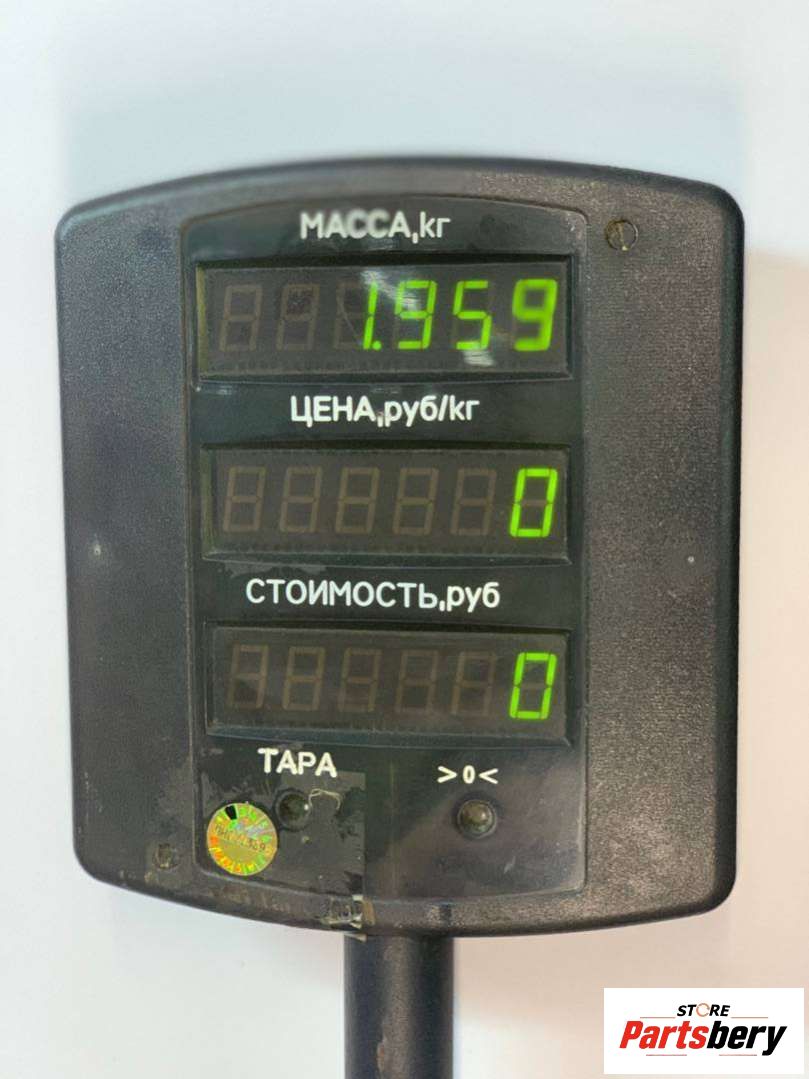 МАССА,кг
1.959
ЦЕНА,руб/кг
0
СТОИМОСТЬ,руб
0
ТАРА
>0<
STORE
Partsbery